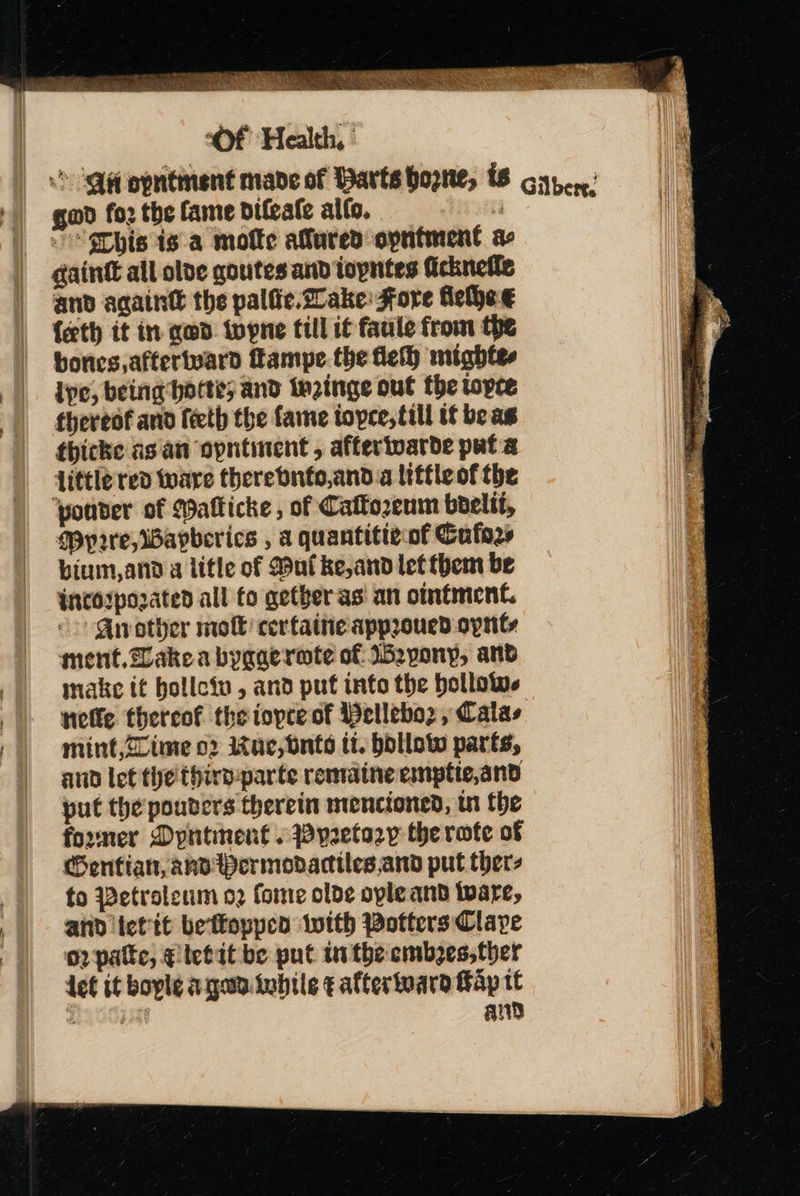 Of Health.
An oyntment made of Harts horne, is Gilbert.
good for the same disease also.
This is a moste assured oyntment a-
gainst all olde goutes and ioyntes sicknesse
and against the palsie. Take Foxe fleshe &
seeth it in good wyne till it faule from the
bones, afterward stampe the flesh mighte-
lye, being hotte, and wringe out the ioyce
thereof and seeth the same ioyce, till it be as
thicke as an oyntment, afterwarde put a
little red ware therevnto, and a little of the
pouder of Masticke, of Castoreum bdelii,
Myrre, Bayberies, a quantitie of Eufor-
bium, and a litle of Muske, and let them be
incorporated all to gether as an ointment.
An other most certaine approued oynt-
ment. Take a bygge roote of Bryony, and
make it hollow, and put into the hollow-
nesse thereof the ioyce of Hellebor, Cala-
mint, Time or Rue, vnto ii. hollow parts,
and let the third parte remaine emptie, and
put the pouders therein mencioned, in the
former Oyntment. Pyretory the roote of
Gentian, and Hermodactiles, and put ther-
to Petroleum or some olde oyle and ware,
and let it be stopped with Potters Claye
or paste, & let it be put in the embres, ther
let it boyle a good while & afterward stāp it
and